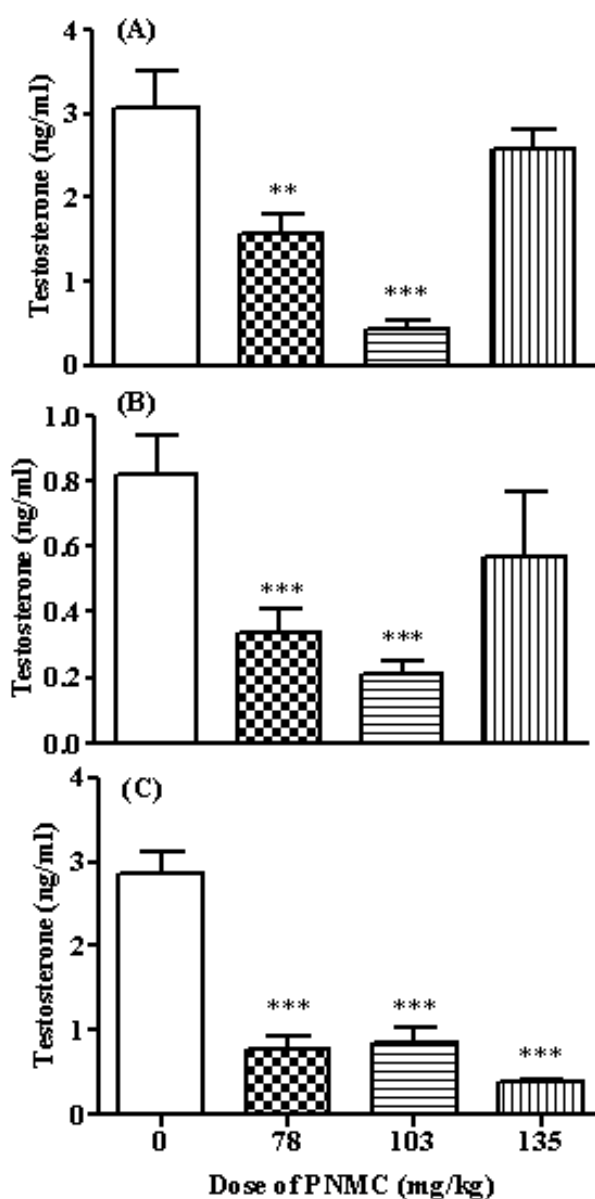 (A)
Testosterone (ng/ml)
4
3
2
1
0
**
***
(B)
Testosterone (ng/ml)
1.0
0.8
0.6
0.4
0.2
0.0
***
***
(C)
Testosterone (ng/ml)
4
3
2
1
0
***
***
***
0 78 103 135
Dose of PNMC (mg/kg)